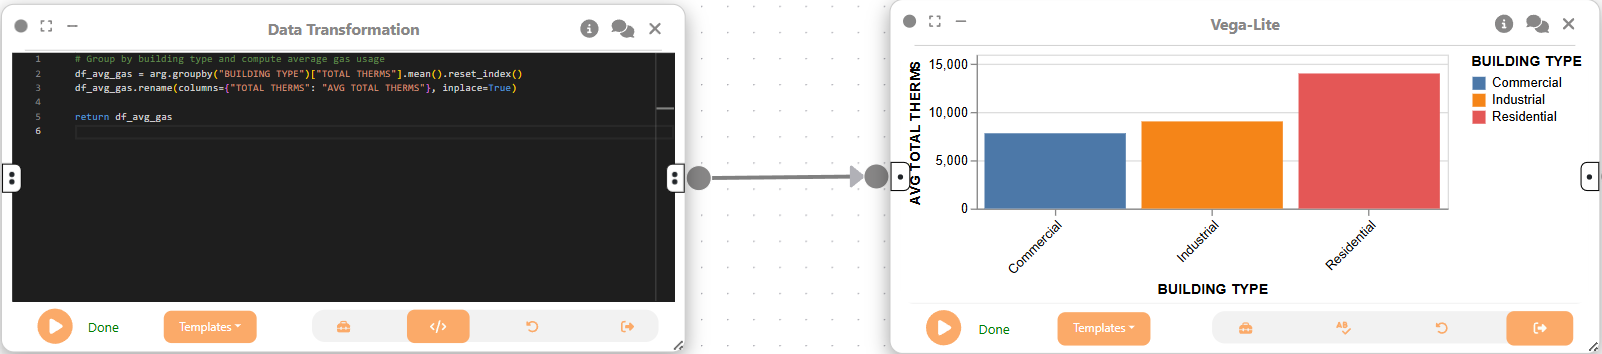 Data Transformation
1 # Group by building type and compute average gas usage
2 df_avg_gas = arg.groupby("BUILDING TYPE")["TOTAL THERMS"].mean().reset_index()
3 df_avg_gas.rename(columns={"TOTAL THERMS": "AVG TOTAL THERMS"}, inplace=True)
4
5 return df_avg_gas
6
Done
Templates
</>
Vega-Lite
AVG TOTAL THERMS
15,000
10,000
5,000
0
Commercial
Industrial
Residential
BUILDING TYPE
BUILDING TYPE
Commercial
Industrial
Residential
Done
Templates
AB